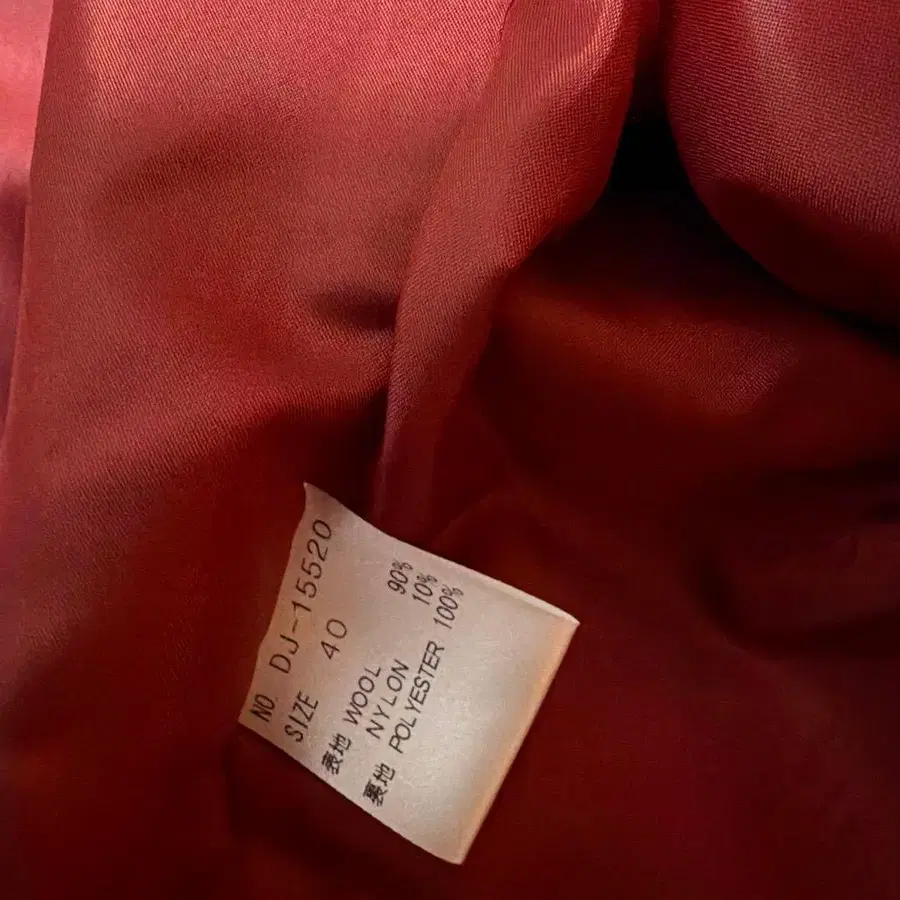 NO DJ-15520
SIZE 40
表地 WOOL 90%
NYLON 10%
裏地 POLYESTER 100%